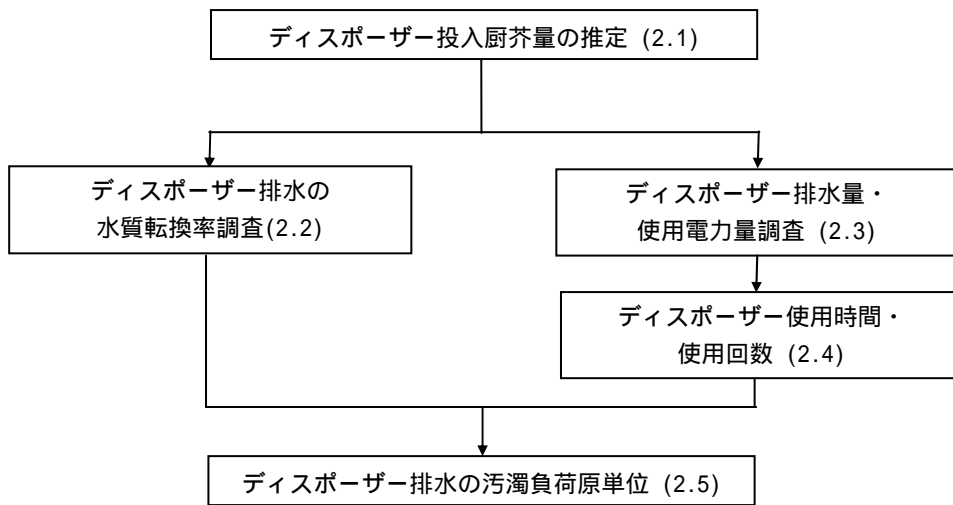 ディスポーザー投入厨芥量の推定 (2.1)
ディスポーザー排水の
水質転換率調査(2.2)
ディスポーザー排水量・
使用電力量調査 (2.3)
ディスポーザー使用時間・
使用回数 (2.4)
ディスポーザー排水の汚濁負荷原単位 (2.5)